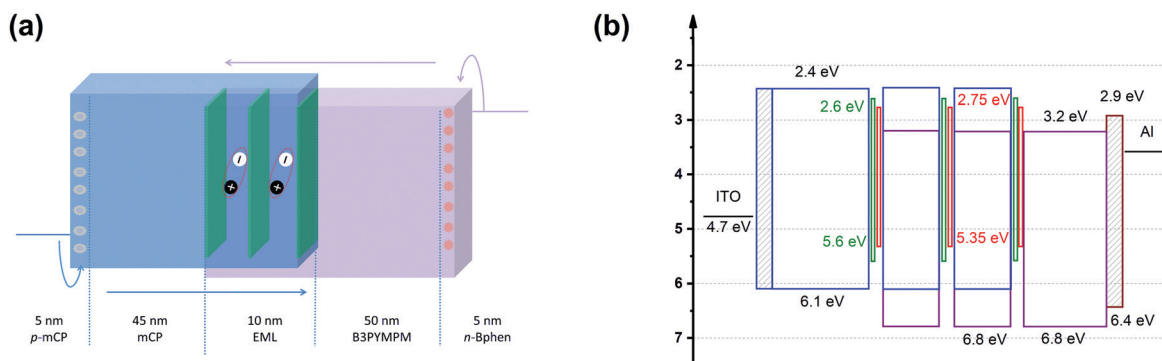 (a)
5 nm
p-mCP
45 nm
mCP
10 nm
EML
50 nm
B3PYMPM
5 nm
n-Bphen
(b)
2
3
4
5
6
7
ITO
4.7 eV
2.4 eV
6.1 eV
2.6 eV
5.6 eV
2.75 eV
5.35 eV
6.8 eV
3.2 eV
6.8 eV
2.9 eV
6.4 eV
Al